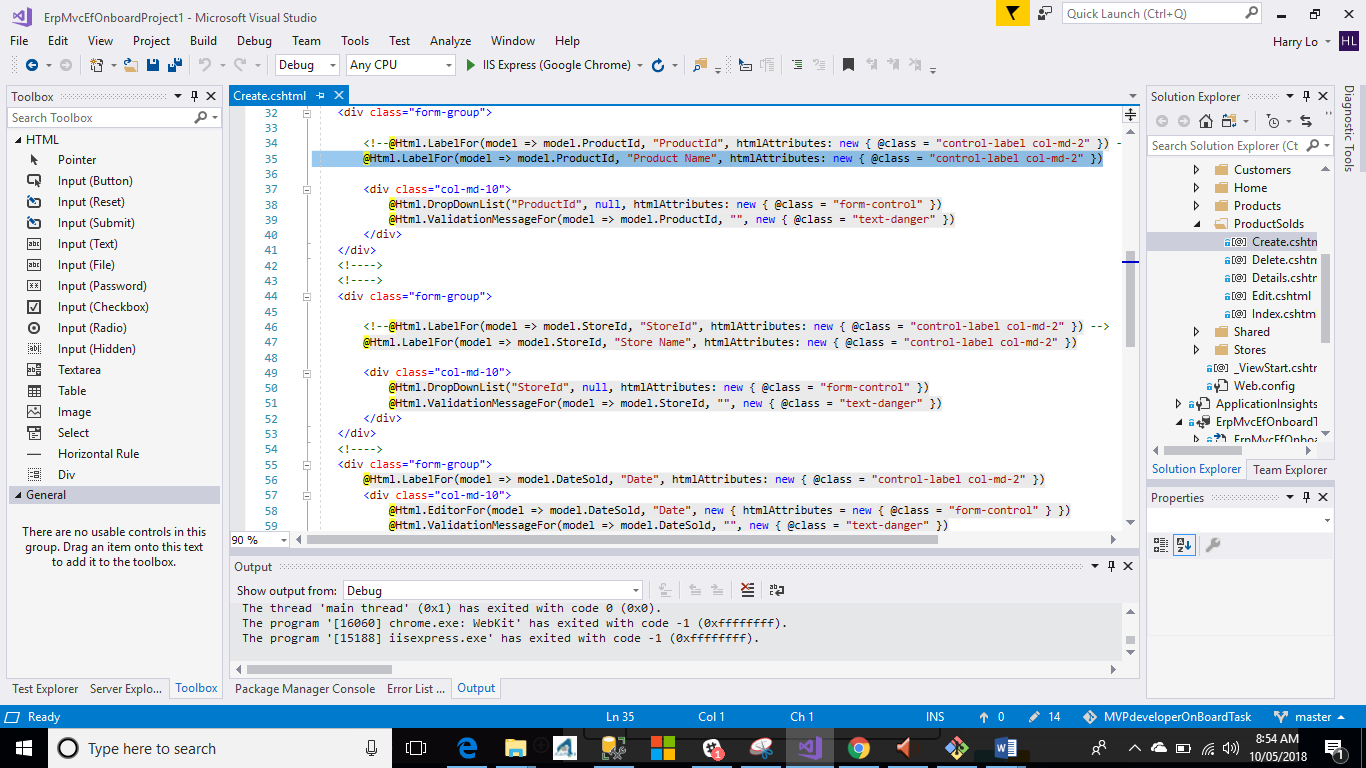 ErpMvcEfOnboardProject1 - Microsoft Visual Studio
Quick Launch (Ctrl+Q)
File Edit View Project Build Debug Team Tools Test Analyze Window Help
Harry Lo HL
Debug Any CPU IIS Express (Google Chrome)
Toolbox
Search Toolbox
HTML
Pointer
Input (Button)
Input (Reset)
Input (Submit)
Input (Text)
Input (File)
Input (Password)
Input (Checkbox)
Input (Radio)
Input (Hidden)
Textarea
Table
Image
Select
Horizontal Rule
Div
General
There are no usable controls in this
group. Drag an item onto this text
to add it to the toolbox.
Test Explorer Server Explo... Toolbox
Create.cshtml
32 <div class="form-group">
33
34 <!--@Html.LabelFor(model => model.ProductId, "ProductId", htmlAttributes: new { @class = "control-label col-md-2" }) -
35 @Html.LabelFor(model => model.ProductId, "Product Name", htmlAttributes: new { @class = "control-label col-md-2" })
36
37 <div class="col-md-10">
38 @Html.DropDownList("ProductId", null, htmlAttributes: new { @class = "form-control" })
39 @Html.ValidationMessageFor(model => model.ProductId, "", new { @class = "text-danger" })
40 </div>
41 </div>
42 <!---->
43 <!---->
44 <div class="form-group">
45
46 <!--@Html.LabelFor(model => model.StoreId, "StoreId", htmlAttributes: new { @class = "control-label col-md-2" }) -->
47 @Html.LabelFor(model => model.StoreId, "Store Name", htmlAttributes: new { @class = "control-label col-md-2" })
48
49 <div class="col-md-10">
50 @Html.DropDownList("StoreId", null, htmlAttributes: new { @class = "form-control" })
51 @Html.ValidationMessageFor(model => model.StoreId, "", new { @class = "text-danger" })
52 </div>
53 </div>
54 <!---->
55 <div class="form-group">
56 @Html.LabelFor(model => model.DateSold, "Date", htmlAttributes: new { @class = "control-label col-md-2" })
57 <div class="col-md-10">
58 @Html.EditorFor(model => model.DateSold, "Date", new { htmlAttributes = new { @class = "form-control" } })
59 @Html.ValidationMessageFor(model => model.DateSold, "", new { @class = "text-danger" })
90 %
Output
Show output from: Debug
The thread 'main thread' (0x1) has exited with code 0 (0x0).
The program '[16060] chrome.exe: WebKit' has exited with code -1 (0xffffffff).
The program '[15188] iisexpress.exe' has exited with code -1 (0xffffffff).
Package Manager Console Error List ... Output
Solution Explorer
Search Solution Explorer (Ct
Customers
Home
Products
ProductSolds
Create.cshtn
Delete.cshtm
Details.cshtr
Edit.cshtml
Index.cshtm
Shared
Stores
_ViewStart.cshtr
Web.config
ApplicationInsights
ErpMvcEfOnboardT
ErpMvcEfOnboa
Solution Explorer Team Explorer
Properties
Diagnostic Tools
Ready Ln 35 Col 1 Ch 1 INS 0 14 MVPdeveloperOnBoardTask master
Type here to search
8:54 AM
10/05/2018
1
1